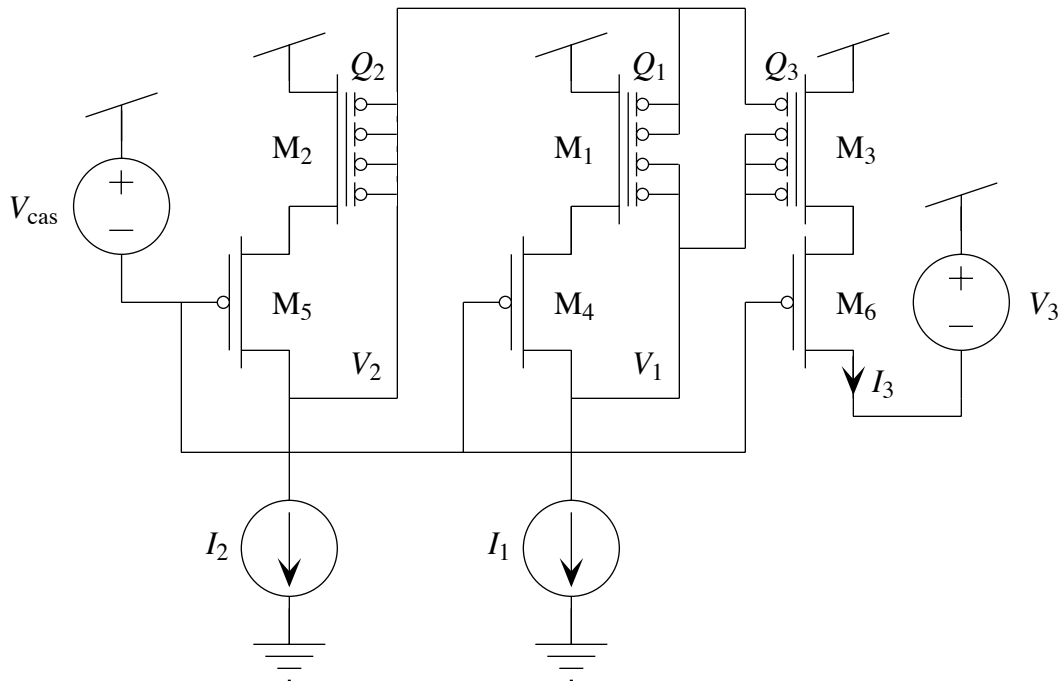 Q2 Q1 Q3
M2 M1 M3
+
Vcas
−
+
M5 M4 M6 V3
−
V2 V1 I3
I2 I1